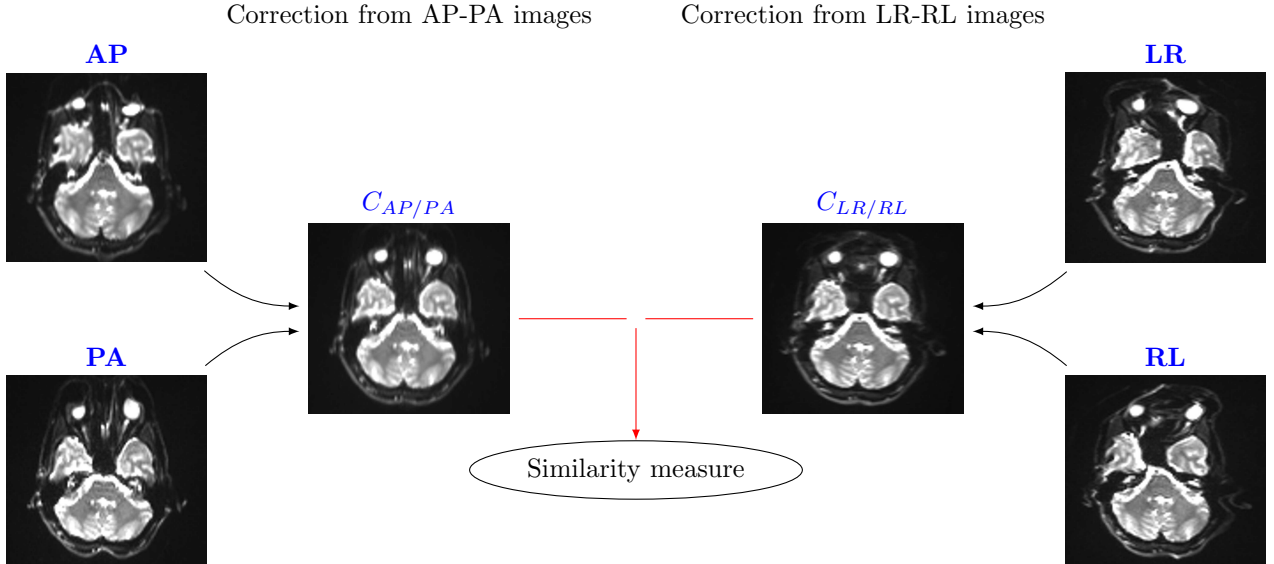 Correction from AP-PA images
Correction from LR-RL images
AP
LR
C_{AP/PA}
C_{LR/RL}
PA
RL
Similarity measure